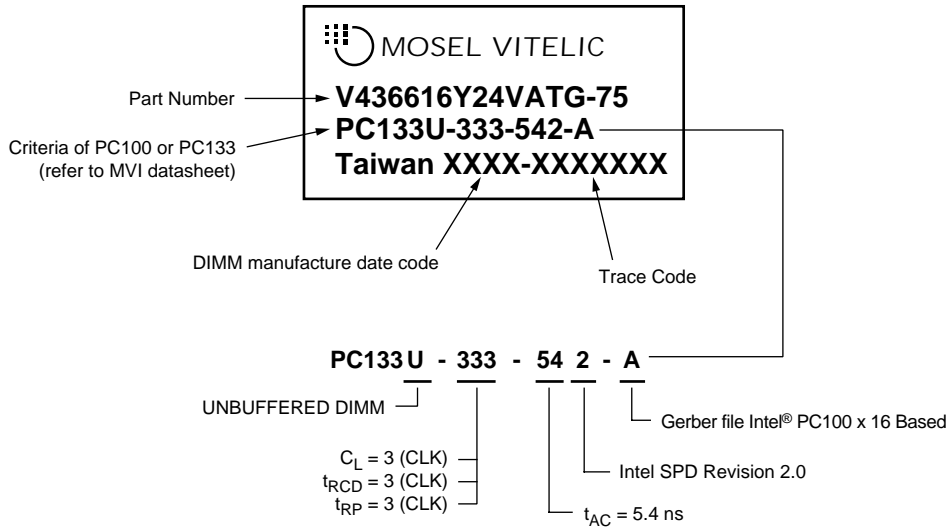 MOSEL VITELIC
Part Number
V436616Y24VATG-75
Criteria of PC100 or PC133
(refer to MVI datasheet)
PC133U-333-542-A
Taiwan XXXX-XXXXXXX
DIMM manufacture date code
Trace Code
PC133 U - 333 - 54 2 - A
UNBUFFERED DIMM
Gerber file Intel® PC100 x 16 Based
CL = 3 (CLK)
tRCD = 3 (CLK)
tRP = 3 (CLK)
Intel SPD Revision 2.0
tAC = 5.4 ns